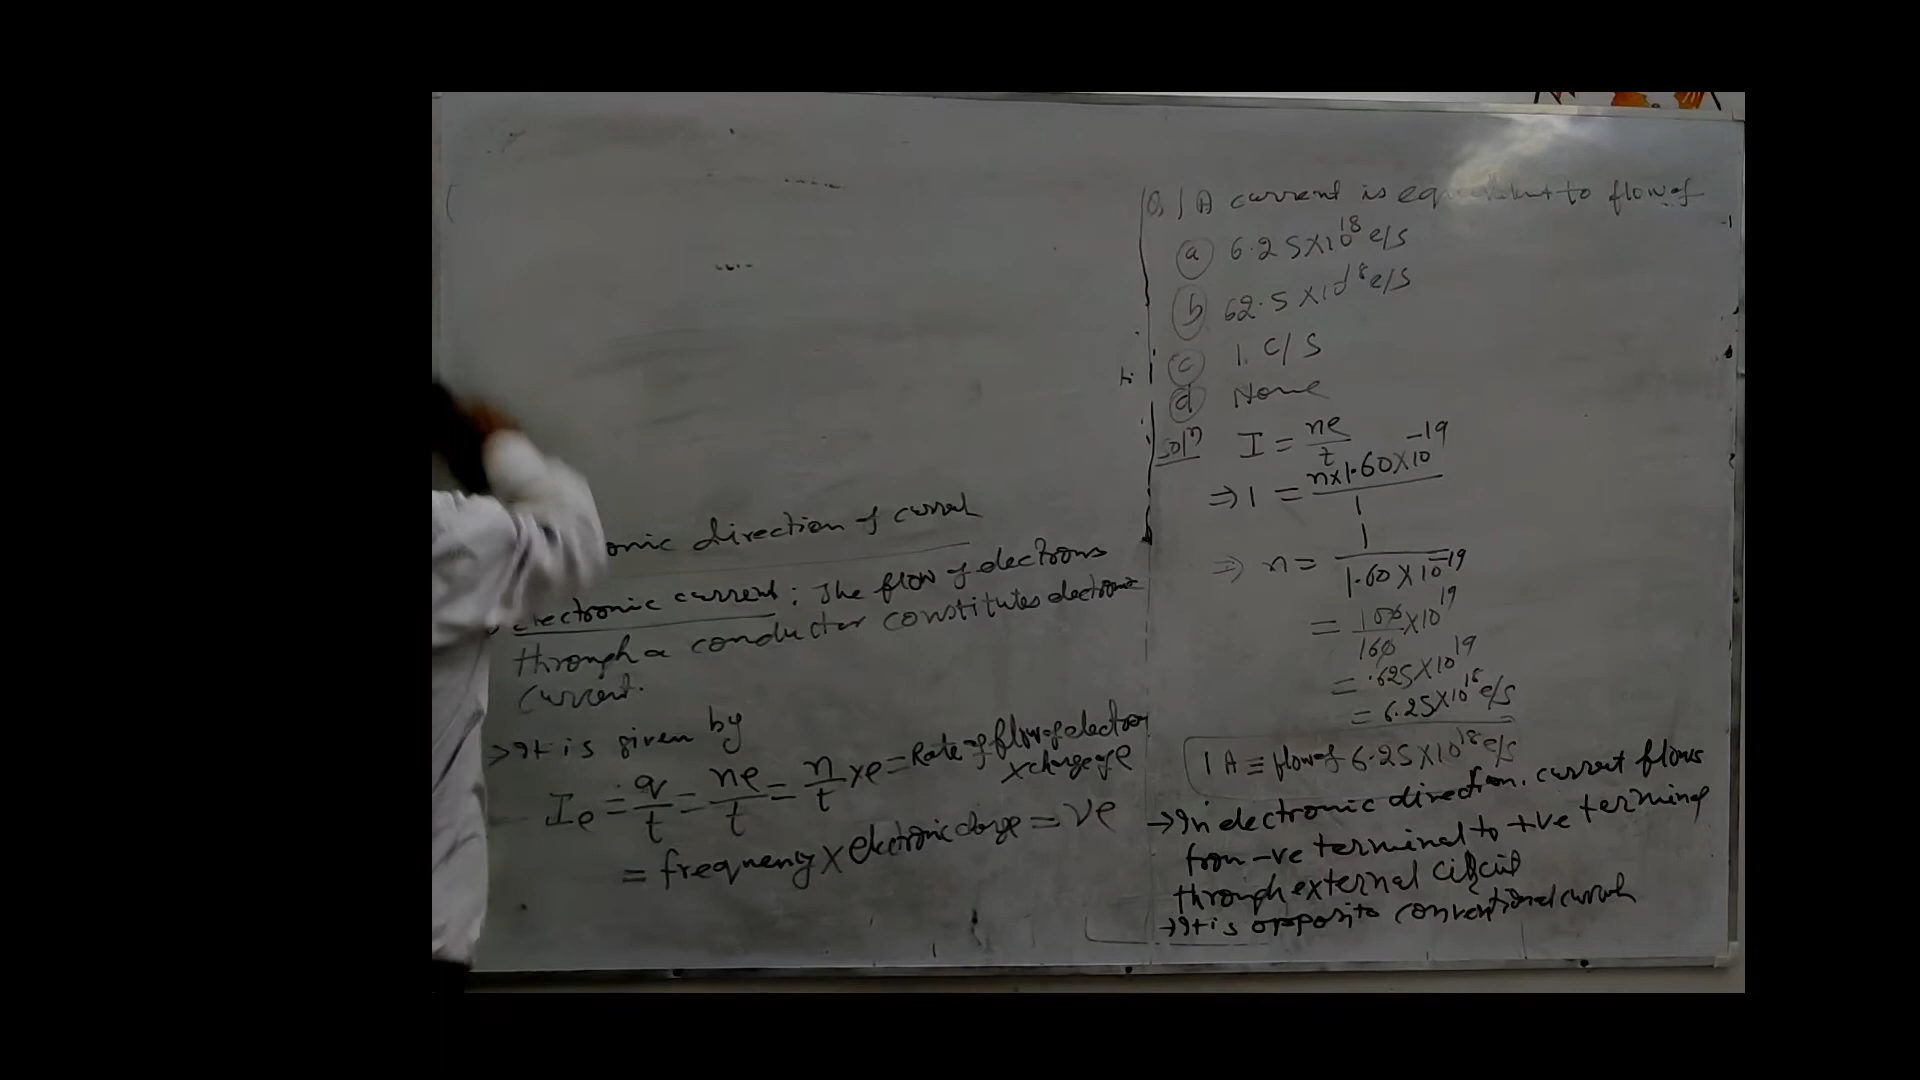 onic direction of current
Electronic current: The flow of electrons
through a conductor constitutes electronic
current.
→ It is given by
Ie = q/t = ne/t = n/t × e = Rate of flow of electron
× charge of e
= frequency × electronic charge = νe
Q. 1 A current is equivalent to flow of
(a) 6.25 × 10^18 e/s
(b) 62.5 × 10^18 e/s
(c) 1. C/S
(d) None
Solⁿ I = ne/t
⇒ 1 = n×1.60×10^-19/1
⇒ n = 1/1.60×10^-19
= 100/160 × 10^19
= .625×10^19
= 6.25×10^18 e/s
1 A ≡ flow of 6.25 × 10^18 e/s
→ In electronic direction, current flows
from -ve terminal to +ve terminal
through external circuit
→ It is opposite conventional current